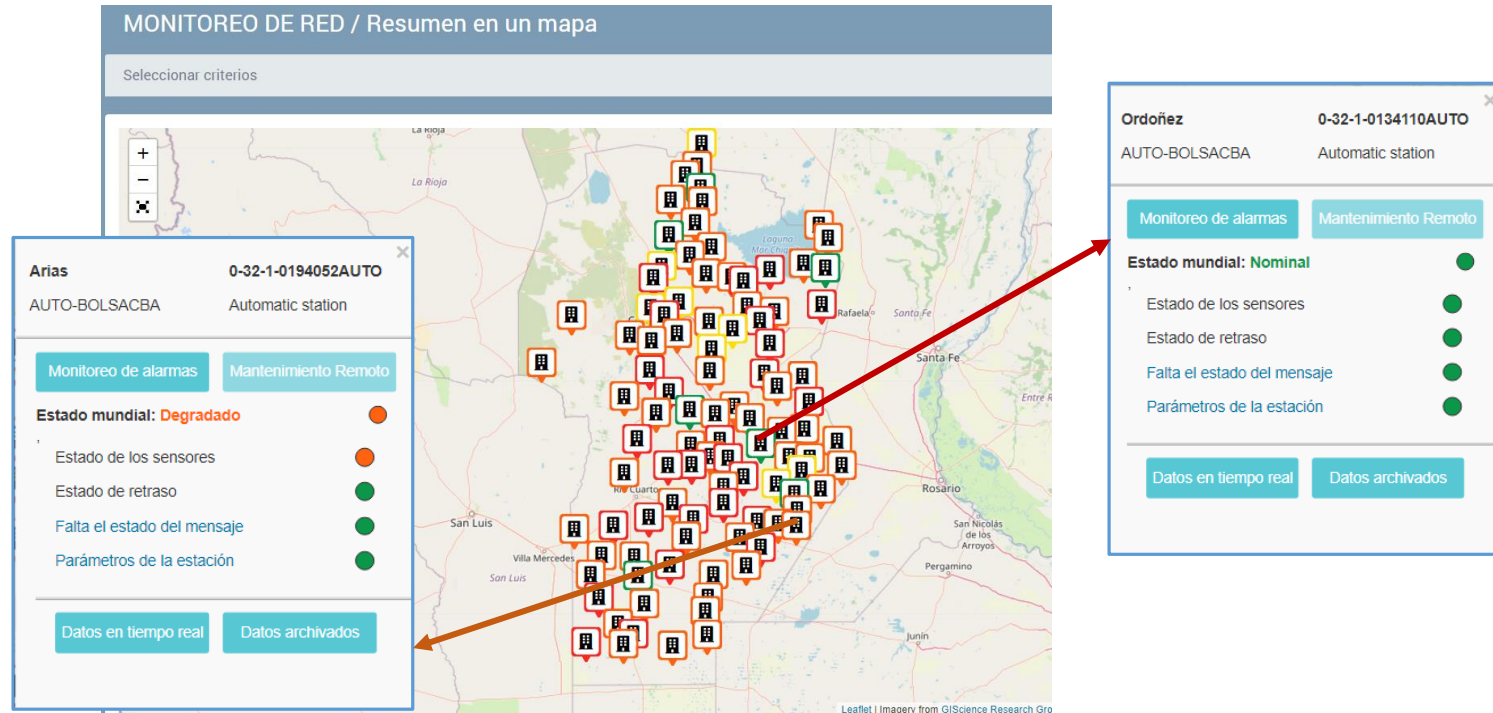 MONITOREO DE RED / Resumen en un mapa
Seleccionar criterios
+
−
La Rioja
La Rioja
Laguna
Mar Chiquita
Rafaela
Santa Fe
Santa Fe
Entre R
Río Cuarto
Rosario
San Luis
San Nicolás
de los
Arroyos
Villa Mercedes
San Luis
Pergamino
Junín
Leaflet | Imagery from GIScience Research Gro
Arias 0-32-1-0194052AUTO ×
AUTO-BOLSACBA Automatic station
Monitoreo de alarmas Mantenimiento Remoto
Estado mundial: Degradado
,
Estado de los sensores
Estado de retraso
Falta el estado del mensaje
Parámetros de la estación
Datos en tiempo real Datos archivados
Ordoñez 0-32-1-0134110AUTO ×
AUTO-BOLSACBA Automatic station
Monitoreo de alarmas Mantenimiento Remoto
Estado mundial: Nominal
,
Estado de los sensores
Estado de retraso
Falta el estado del mensaje
Parámetros de la estación
Datos en tiempo real Datos archivados